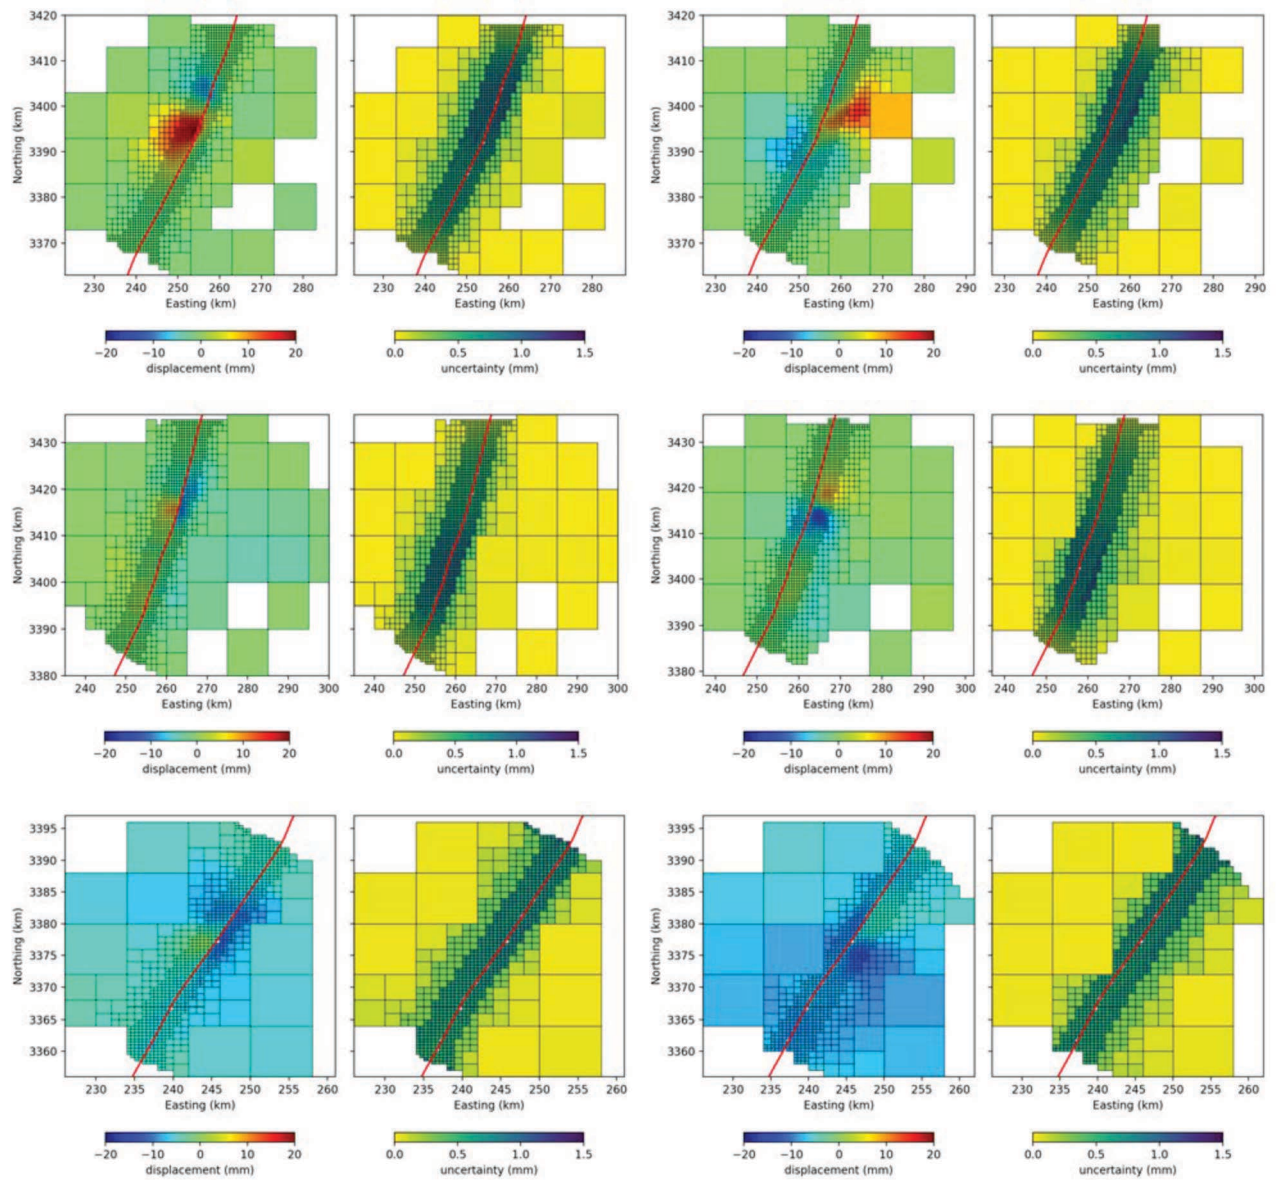 3420
3410
3400
3390
3380
3370
Northing (km)
230 240 250 260 270 280
Easting (km)
−20 −10 0 10 20
displacement (mm)
230 240 250 260 270 280
Easting (km)
0.0 0.5 1.0 1.5
uncertainty (mm)
3420
3410
3400
3390
3380
3370
Northing (km)
230 240 250 260 270 280 290
Easting (km)
−20 −10 0 10 20
displacement (mm)
230 240 250 260 270 280 290
Easting (km)
0.0 0.5 1.0 1.5
uncertainty (mm)
3430
3420
3410
3400
3390
3380
Northing (km)
240 250 260 270 280 290 300
Easting (km)
−20 −10 0 10 20
displacement (mm)
240 250 260 270 280 290 300
Easting (km)
0.0 0.5 1.0 1.5
uncertainty (mm)
3430
3420
3410
3400
3390
3380
Northing (km)
240 250 260 270 280 290 300
Easting (km)
−20 −10 0 10 20
displacement (mm)
240 250 260 270 280 290 300
Easting (km)
0.0 0.5 1.0 1.5
uncertainty (mm)
3395
3390
3385
3380
3375
3370
3365
3360
Northing (km)
230 235 240 245 250 255 260
Easting (km)
−20 −10 0 10 20
displacement (mm)
230 235 240 245 250 255 260
Easting (km)
0.0 0.5 1.0 1.5
uncertainty (mm)
3395
3390
3385
3380
3375
3370
3365
3360
Northing (km)
230 235 240 245 250 255 260
Easting (km)
−20 −10 0 10 20
displacement (mm)
230 235 240 245 250 255 260
Easting (km)
0.0 0.5 1.0 1.5
uncertainty (mm)